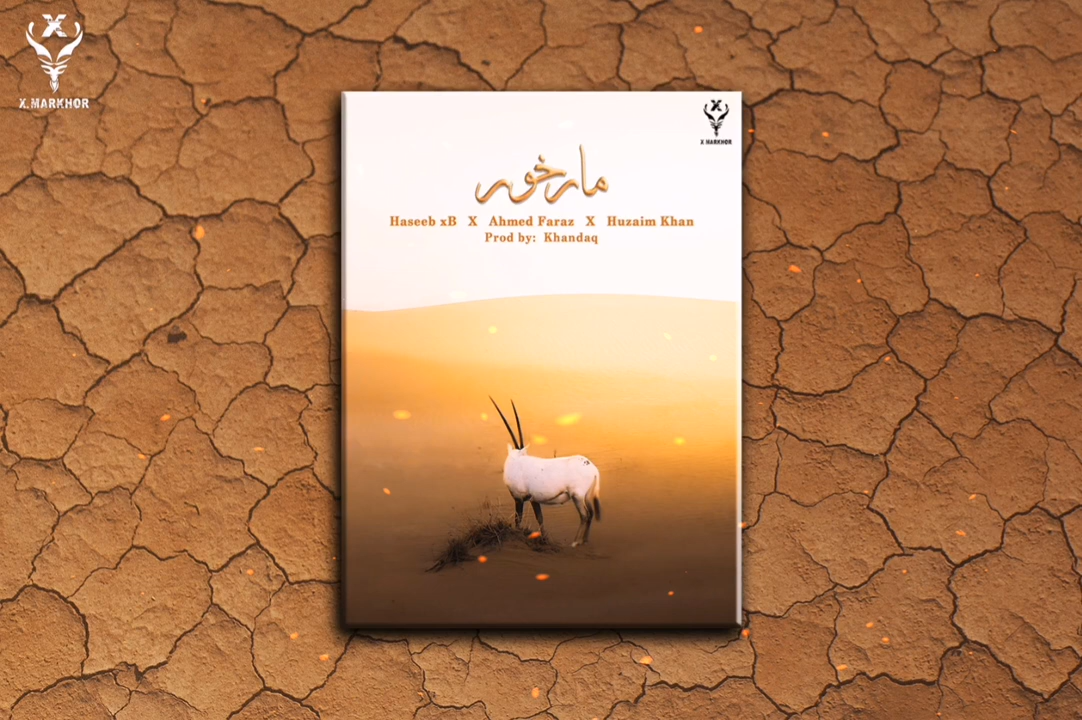 X
X.MARKHOR
X
X MARKHOR
مارخور
Haseeb xB X Ahmed Faraz X Huzaim Khan
Prod by: Khandaq